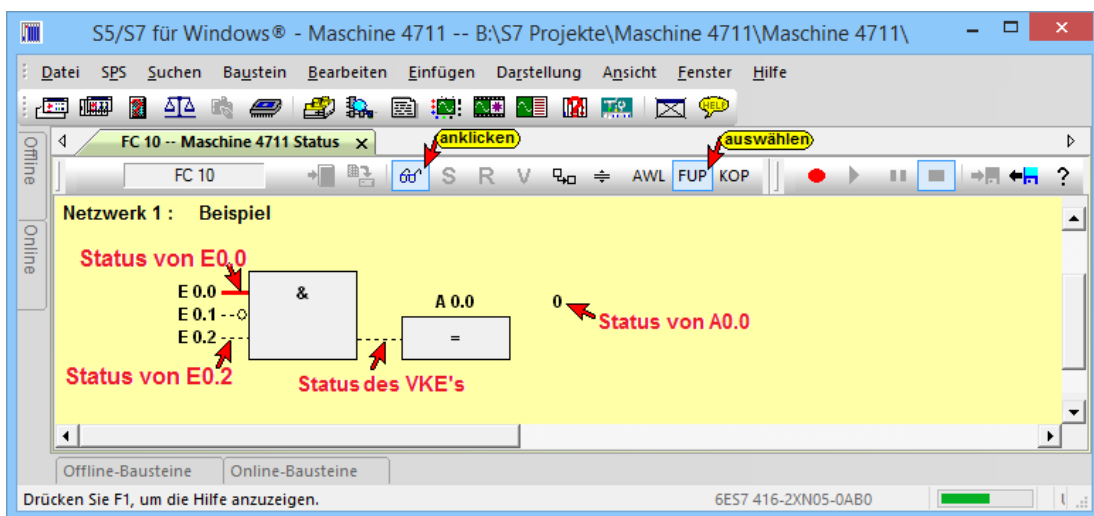 S5/S7 für Windows® - Maschine 4711 -- B:\S7 Projekte\Maschine 4711\Maschine 4711\
Datei SPS Suchen Baustein Bearbeiten Einfügen Darstellung Ansicht Fenster Hilfe
HELP
Offline
Online
FC 10 -- Maschine 4711 Status x
anklicken
auswählen
FC 10 S R V AWL FUP KOP ?
Netzwerk 1 : Beispiel
Status von E0.0
E 0.0
&
E 0.1
E 0.2
A 0.0
=
0
Status von A0.0
Status von E0.2
Status des VKE's
Offline-Bausteine Online-Bausteine
Drücken Sie F1, um die Hilfe anzuzeigen. 6ES7 416-2XN05-0AB0